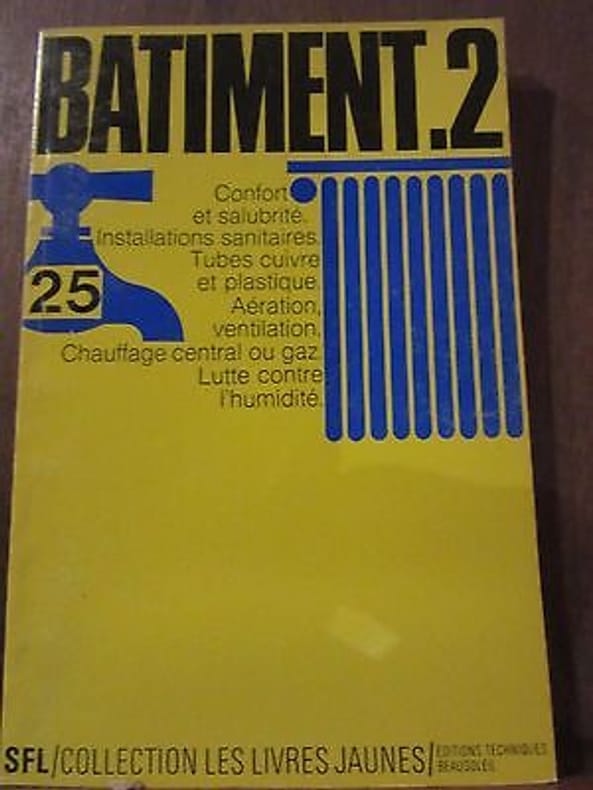 BATIMENT.2
Confort
et salubrité.
Installations sanitaires.
Tubes cuivre
et plastique.
25
Aération,
ventilation.
Chauffage central ou gaz.
Lutte contre
l'humidité.
SFL/COLLECTION LES LIVRES JAUNES/
EDITIONS TECHNIQUES
BEAUSOLEIL